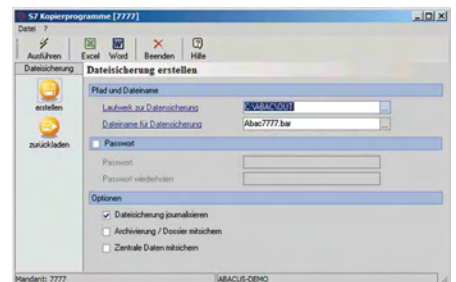 S7 Kopierprogramme [7777]
Datei ?
Ausführen Excel Word Beenden Hilfe
Dateisicherung
Dateisicherung erstellen
erstellen
zurückladen
Pfad und Dateiname
Laufwerk zur Datensicherung C:\ABAC\OUT ...
Dateiname für Datensicherung Abac7777.bar ...
Passwort
Passwort
Passwort wiederholen
Optionen
Dateisicherung journalisieren
Archivierung / Dossier mitsichern
Zentrale Daten mitsichern
Mandant: 7777 ABACUS-DEMO